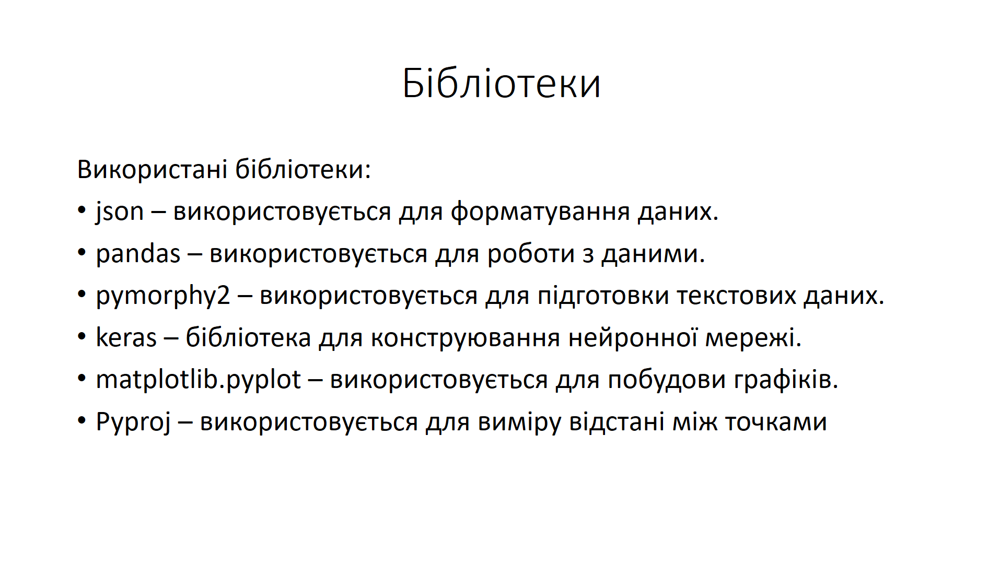 Бібліотеки
Використані бібліотеки:
• json – використовується для форматування даних.
• pandas – використовується для роботи з даними.
• pymorphy2 – використовується для підготовки текстових даних.
• keras – бібліотека для конструювання нейронної мережі.
• matplotlib.pyplot – використовується для побудови графіків.
• Pyproj – використовується для виміру відстані між точками